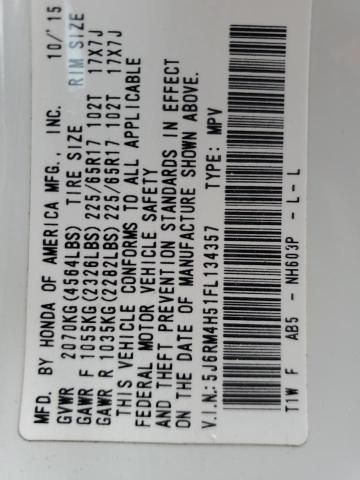 MFD. BY HONDA OF AMERICA MFG., INC. 10/'15
GVWR 2070KG(4564LBS) TIRE SIZE RIM SIZE
GAWR F 1055KG(2326LBS) 225/65R17 102T 17X7J
GAWR R 1035KG(2282LBS) 225/65R17 102T 17X7J
THIS VEHICLE CONFORMS TO ALL APPLICABLE
FEDERAL MOTOR VEHICLE SAFETY
AND THEFT PREVENTION STANDARDS IN EFFECT
ON THE DATE OF MANUFACTURE SHOWN ABOVE.
V.I.N.: 5J6RM4H51FL134357 TYPE: MPV
T1W F AB5 - NH603P - L - L